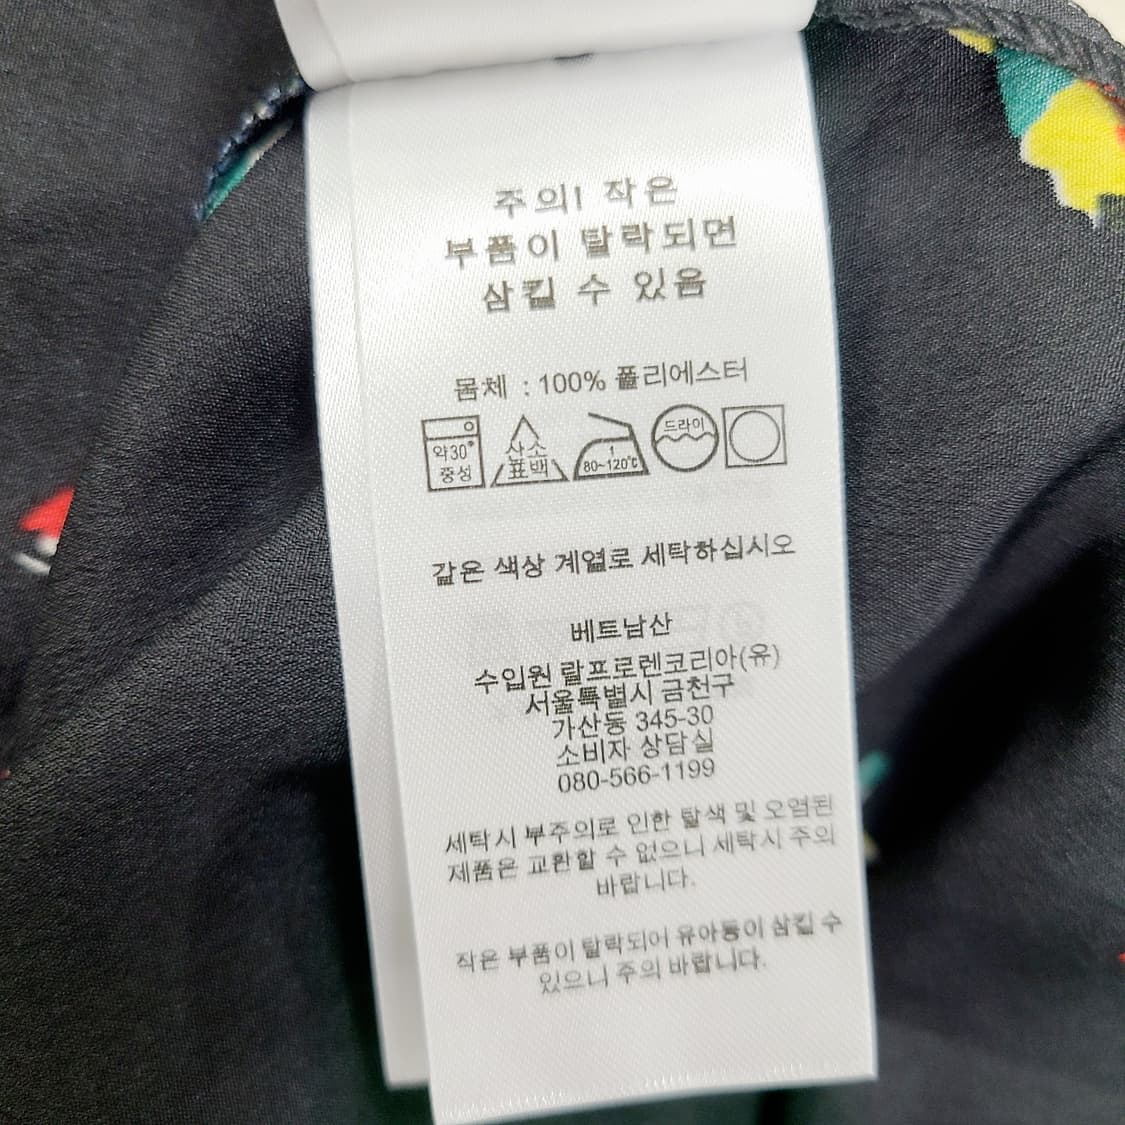 주의! 작은
부품이 탈락되면
삼킬 수 있음
몸체 : 100% 폴리에스터
약30°
중성
산소
표백
1
80~120℃
드라이
같은 색상 계열로 세탁하십시오
베트남산
수입원 랄프로렌코리아(유)
서울특별시 금천구
가산동 345-30
소비자 상담실
080-566-1199
세탁시 부주의로 인한 탈색 및 오염된
제품은 교환할 수 없으니 세탁시 주의
바랍니다.
작은 부품이 탈락되어 유아등이 삼킬 수
있으니 주의 바랍니다.